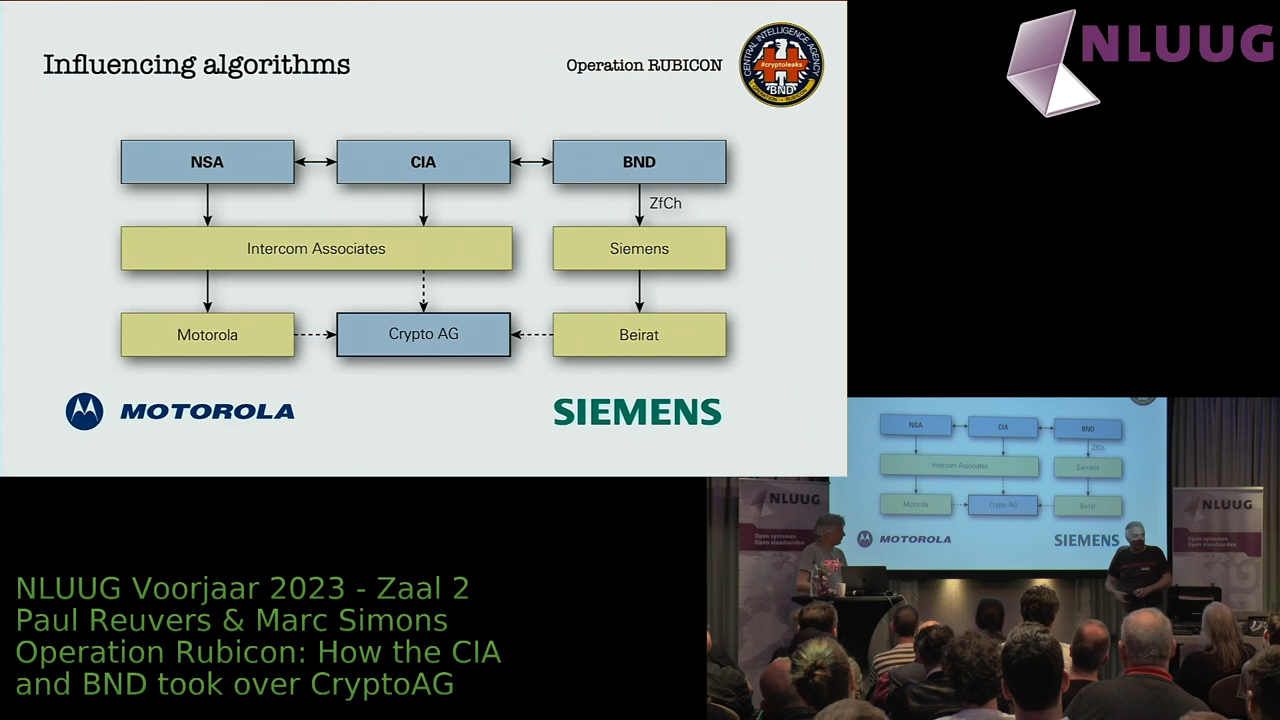 Influencing algorithms
Operation RUBICON
CENTRAL INTELLIGENCE AGENCY
#cryptoleaks
BND
OPERATION RUBICON
NLUUG
NSA
CIA
BND
ZfCh
Intercom Associates
Siemens
Motorola
Crypto AG
Beirat
MOTOROLA
SIEMENS
NSA
CIA
BND
ZfCh
Intercom Associates
Siemens
Motorola
Crypto AG
Beirat
MOTOROLA
SIEMENS
NLUUG
Open systemen
Open standaarden
NLUUG
Open systemen
Open standaarden
NLUUG Voorjaar 2023 - Zaal 2
Paul Reuvers & Marc Simons
Operation Rubicon: How the CIA
and BND took over CryptoAG